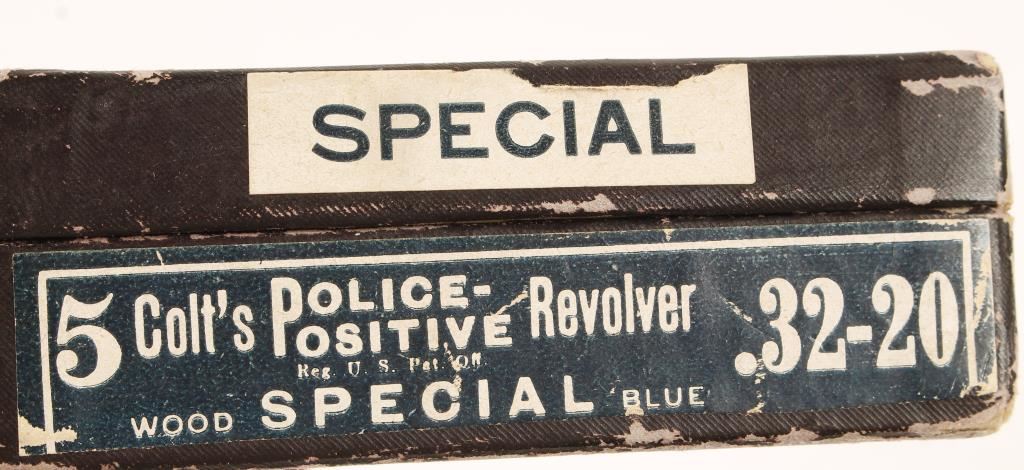 SPECIAL
5 Colt's POLICE-POSITIVE Revolver .32-20
Reg. U. S. Pat. Off.
WOOD SPECIAL BLUE